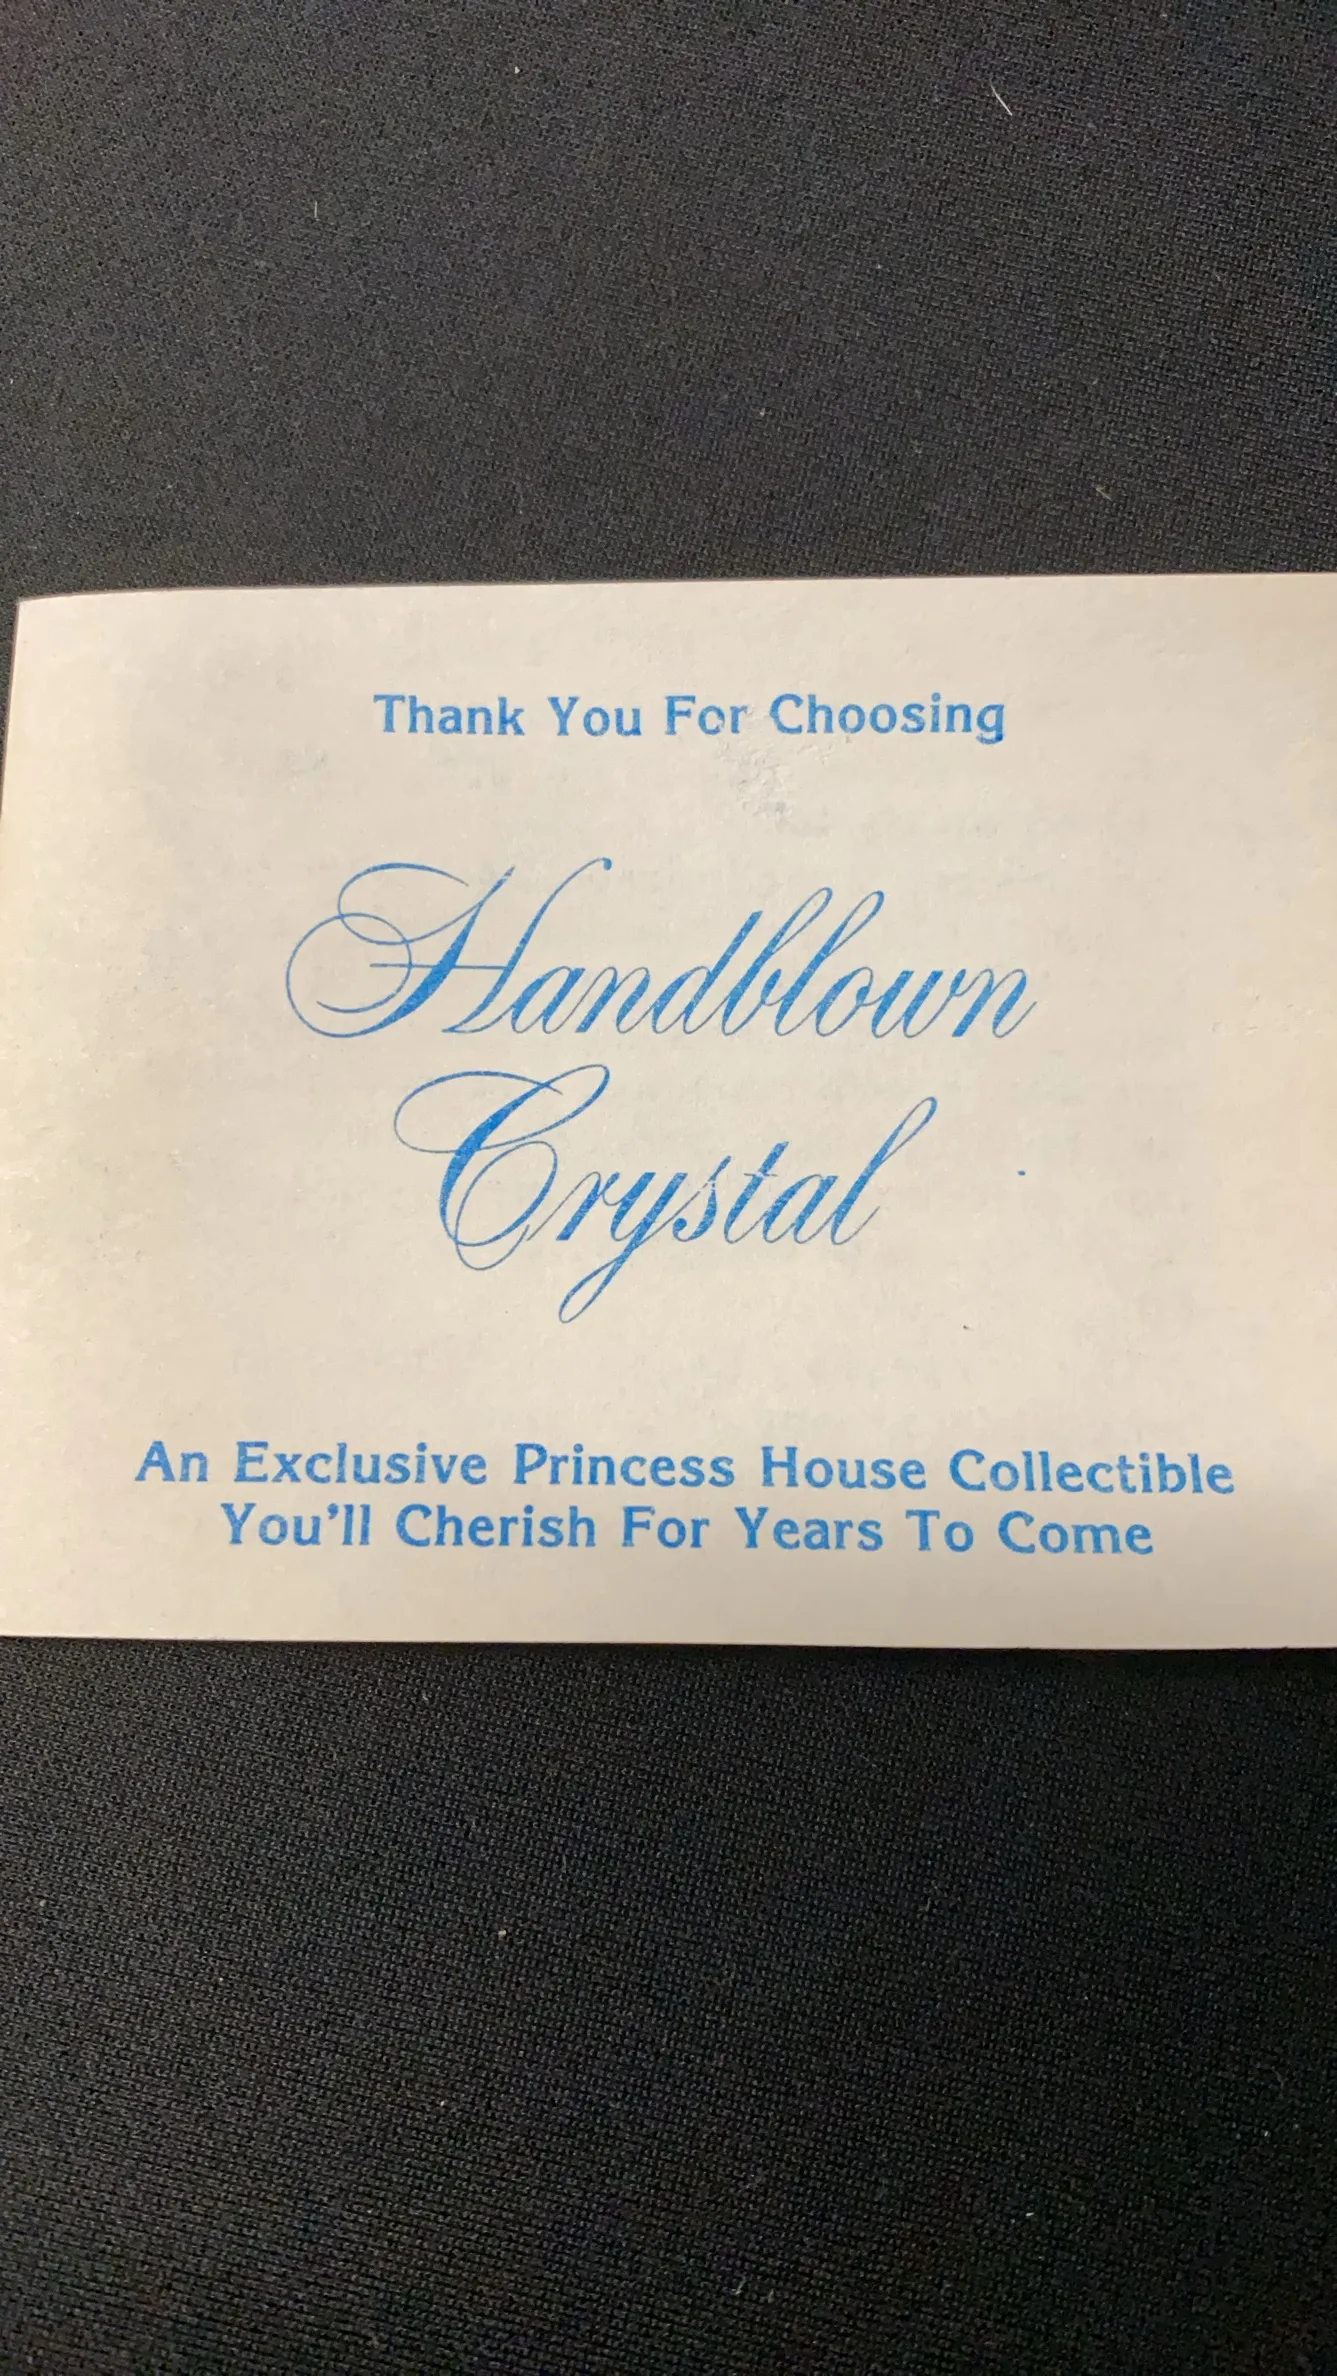 Thank You For Choosing
Handblown
Crystal
An Exclusive Princess House Collectible
You'll Cherish For Years To Come